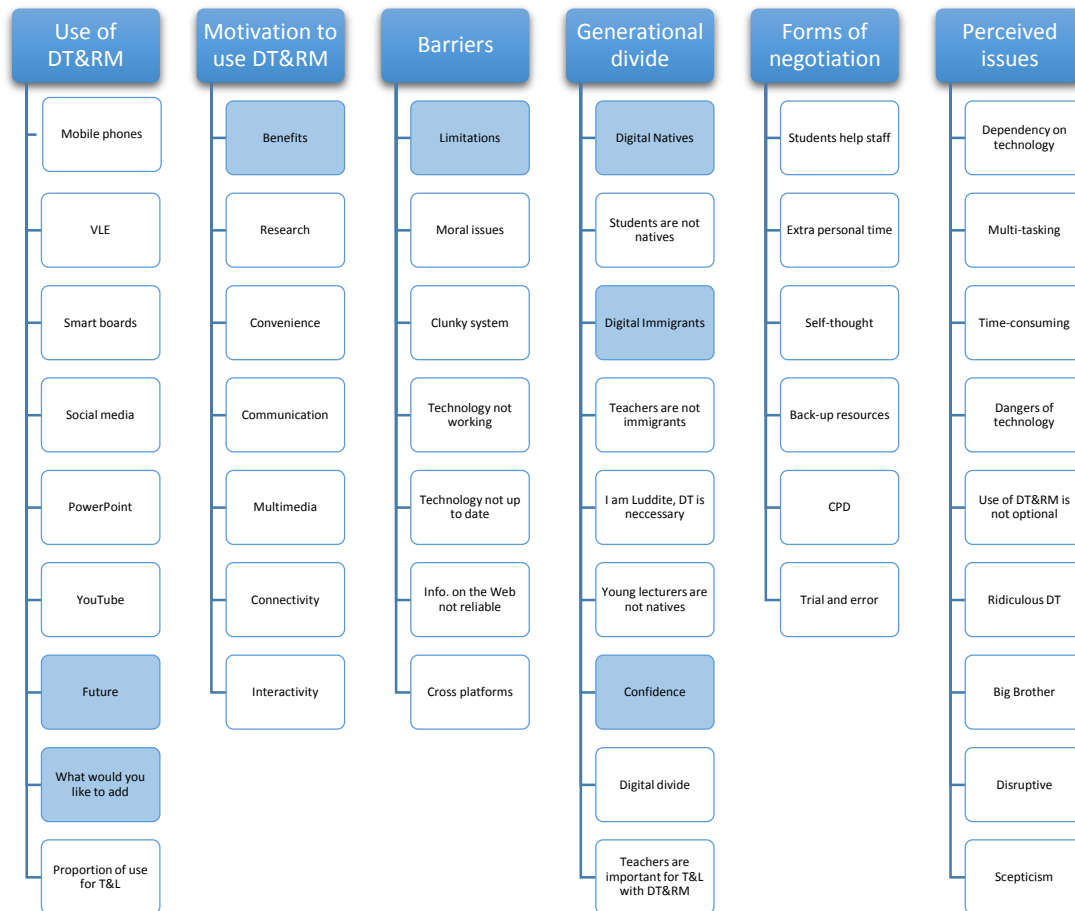 Use of
DT&RM
Mobile phones
VLE
Smart boards
Social media
PowerPoint
YouTube
Future
What would you
like to add
Proportion of use
for T&L
Motivation to
use DT&RM
Benefits
Research
Convenience
Communication
Multimedia
Connectivity
Interactivity
Barriers
Limitations
Moral issues
Clunky system
Technology not
working
Technology not up
to date
Info. on the Web
not reliable
Cross platforms
Generational
divide
Digital Natives
Students are not
natives
Digital Immigrants
Teachers are not
immigrants
I am Luddite, DT is
neccessary
Young lecturers are
not natives
Confidence
Digital divide
Teachers are
important for T&L
with DT&RM
Forms of
negotiation
Students help staff
Extra personal time
Self-thought
Back-up resources
CPD
Trial and error
Perceived
issues
Dependency on
technology
Multi-tasking
Time-consuming
Dangers of
technology
Use of DT&RM is
not optional
Ridiculous DT
Big Brother
Disruptive
Scepticism